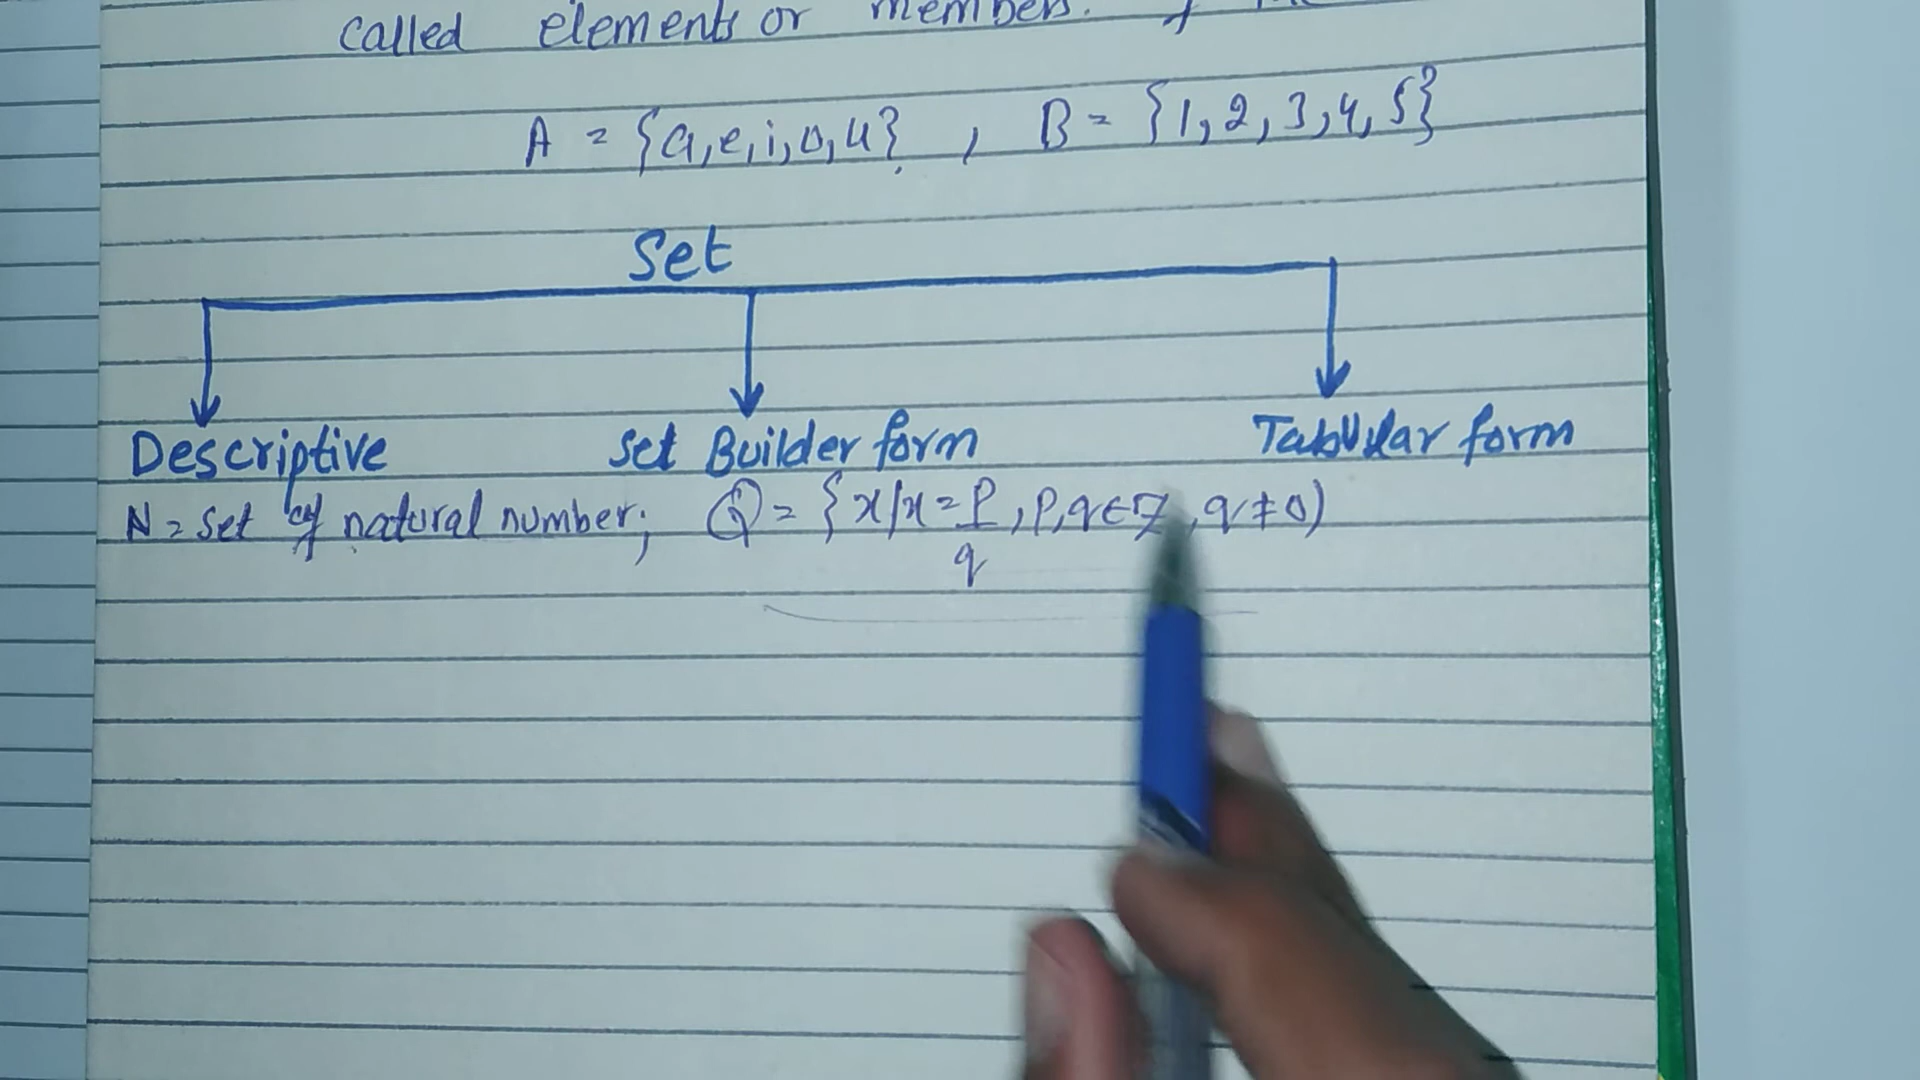 called elements or members.
A = {a,e,i,o,u} , B = {1,2,3,4,5}
Set
Descriptive Set Builder form Tabular form
N = Set of natural number; Q = {x/x = p/q, p,q ∈ Z, q ≠ 0)